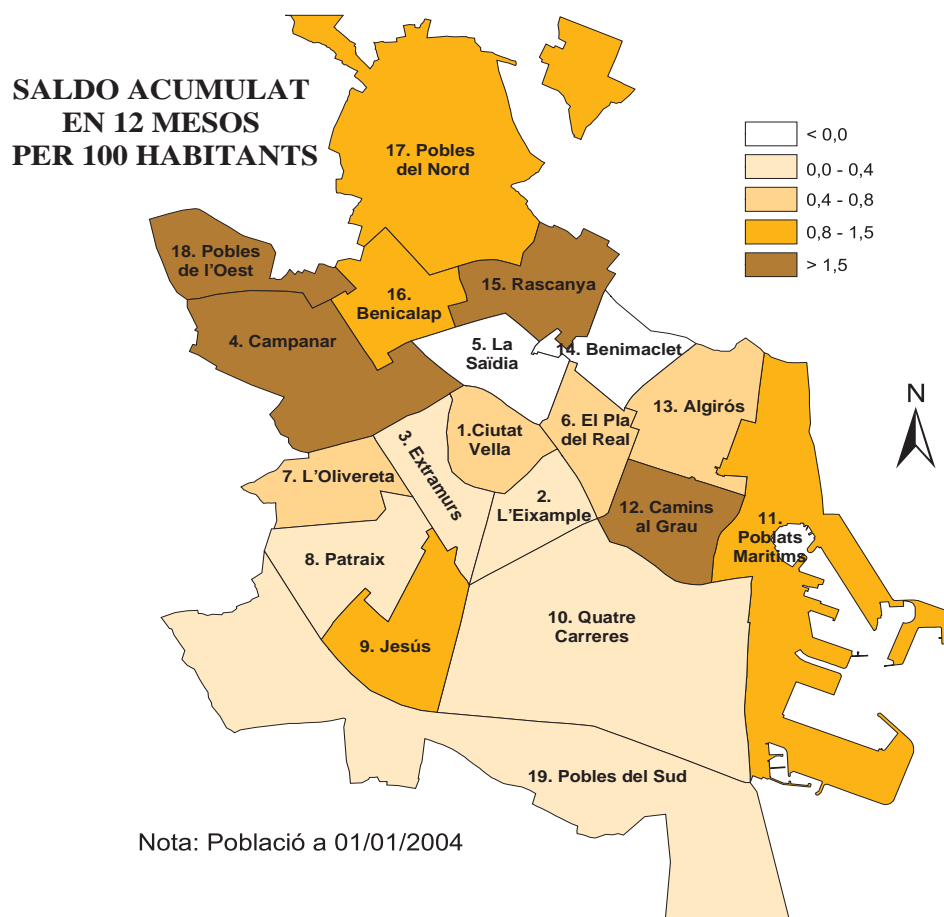 SALDO ACUMULAT
EN 12 MESOS
PER 100 HABITANTS
< 0,0
0,0 - 0,4
0,4 - 0,8
0,8 - 1,5
> 1,5
17. Pobles
del Nord
18. Pobles
de l'Oest
15. Rascanya
16.
Benicalap
4. Campanar
5. La
Saïdia
14. Benimaclet
N
13. Algirós
6. El Pla
del Real
1.Ciutat
Vella
3. Extramurs
7. L'Olivereta
2.
L'Eixample
12. Camins
al Grau
11.
Poblats
Maritims
8. Patraix
10. Quatre
Carreres
9. Jesús
19. Pobles del Sud
Nota: Població a 01/01/2004